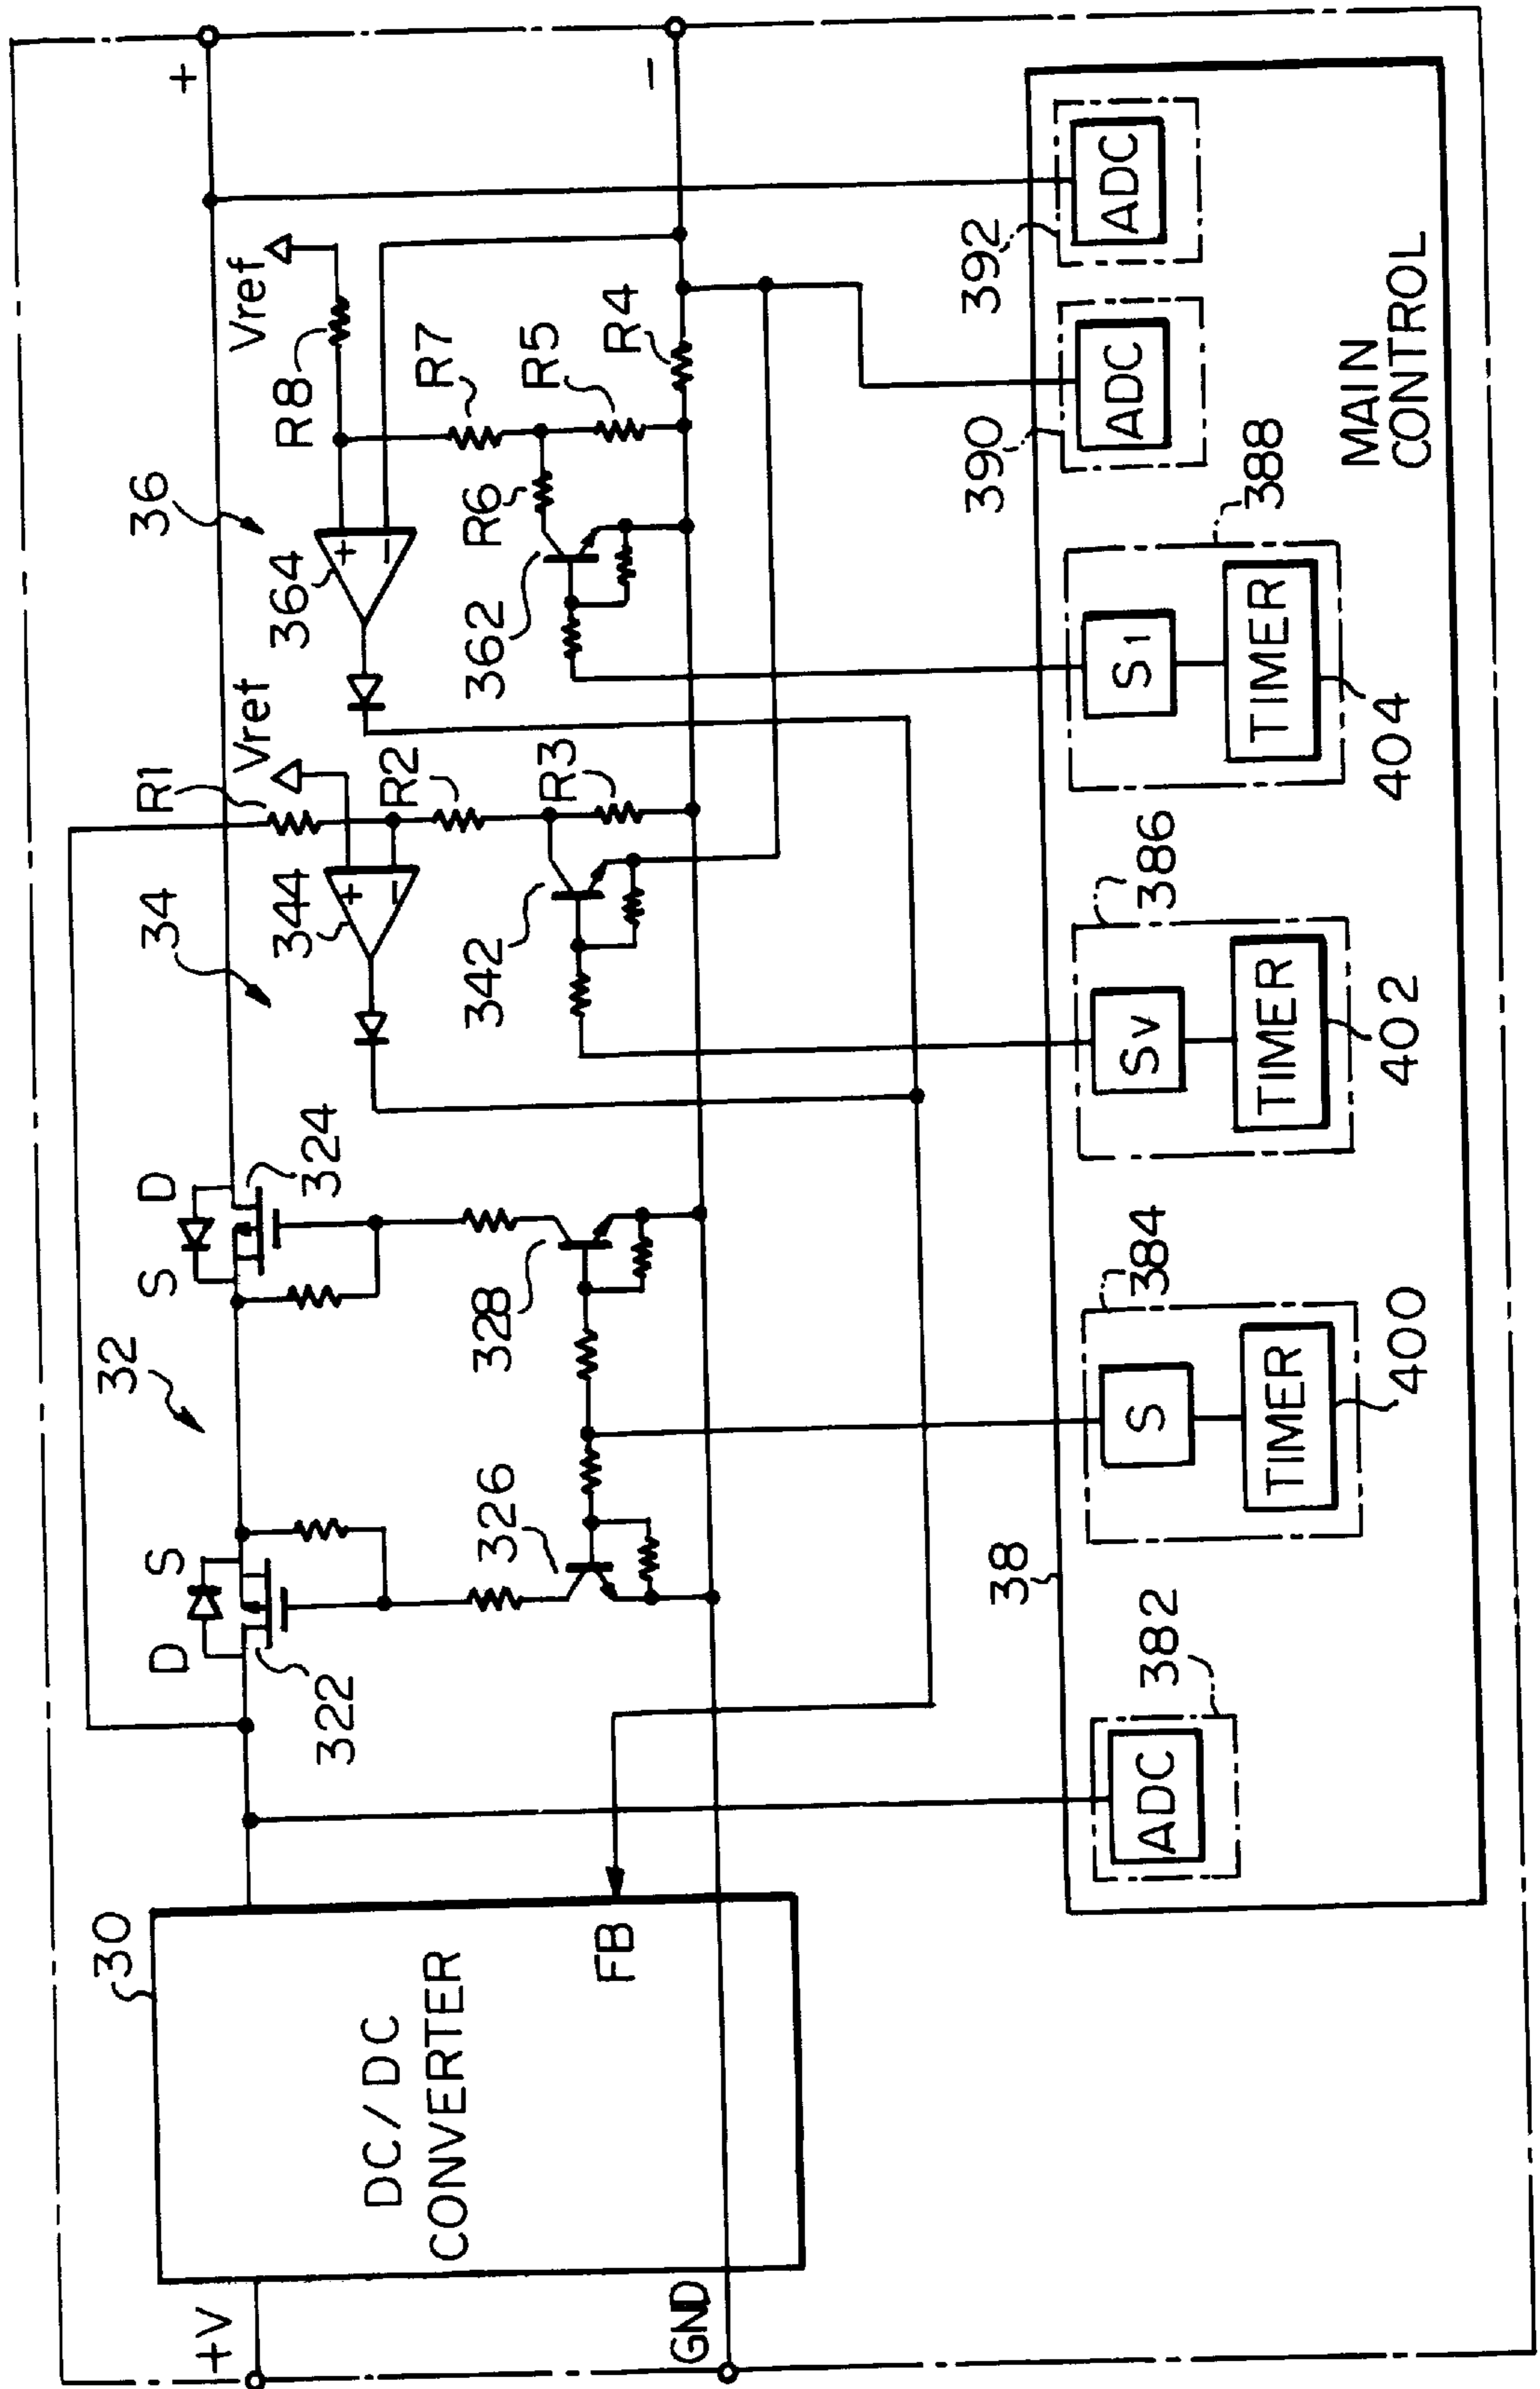 30
DC/DC
CONVERTER
FB
+V
GND
32
D
S
322
S
D
324
326
328
34
R1
Vref
344
+
−
R2
342
R3
36
Vref
R8
364
+
−
R7
R6
R5
362
R4
+
−
38
382
ADC
384
S
TIMER
400
386
SV
TIMER
402
388
S1
TIMER
404
390
ADC
392
ADC
MAIN
CONTROL